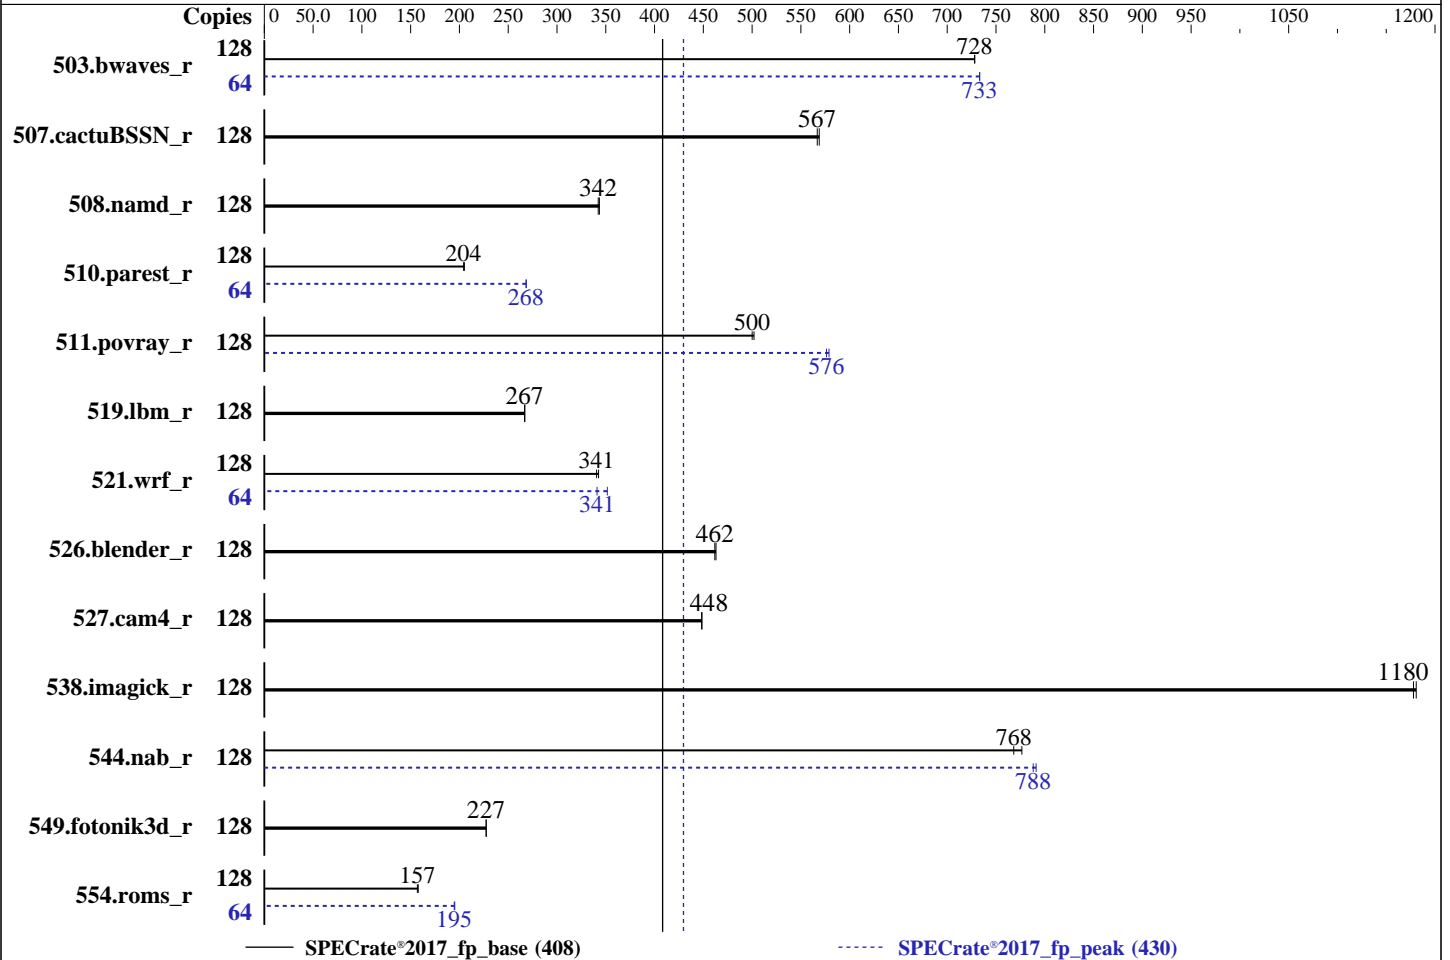 Copies 0 50.0 100 150 200 250 300 350 400 450 500 550 600 650 700 750 800 850 900 950 1050 1200
503.bwaves_r 128 728
64 733
507.cactuBSSN_r 128 567
508.namd_r 128 342
510.parest_r 128 204
64 268
511.povray_r 128 500
576
519.lbm_r 128 267
521.wrf_r 128 341
64 341
526.blender_r 128 462
527.cam4_r 128 448
538.imagick_r 128 1180
544.nab_r 128 768
788
549.fotonik3d_r 128 227
554.roms_r 128 157
64 195
SPECrate®2017_fp_base (408) SPECrate®2017_fp_peak (430)